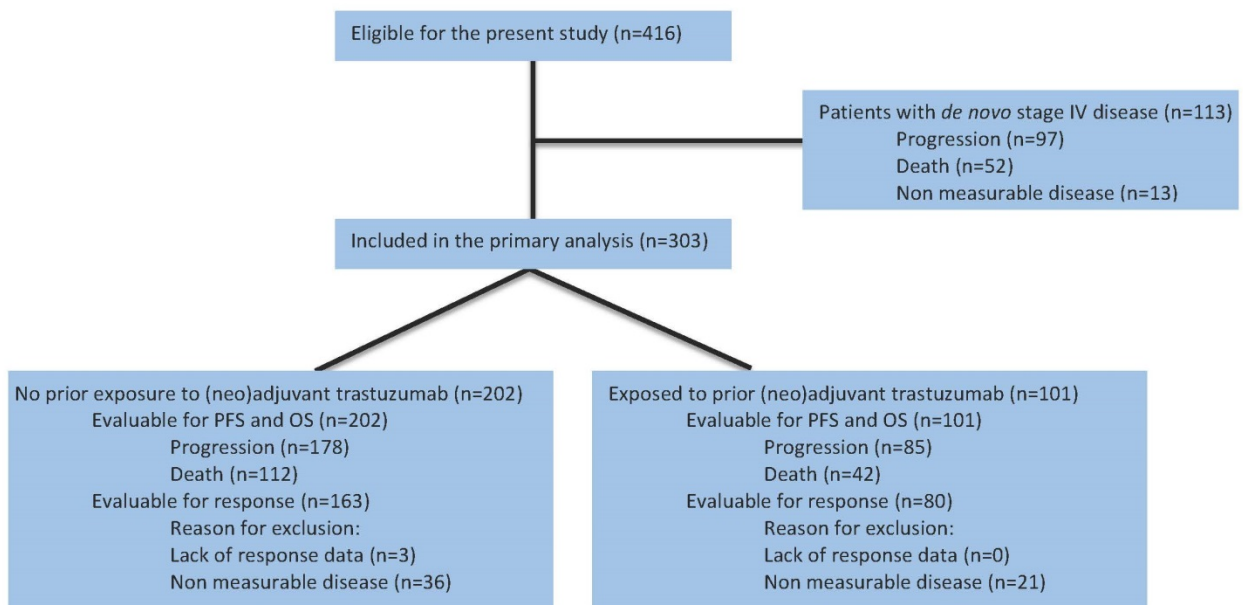 Eligible for the present study (n=416)
Patients with de novo stage IV disease (n=113)
Progression (n=97)
Death (n=52)
Non measurable disease (n=13)
Included in the primary analysis (n=303)
No prior exposure to (neo)adjuvant trastuzumab (n=202)
Evaluable for PFS and OS (n=202)
Progression (n=178)
Death (n=112)
Evaluable for response (n=163)
Reason for exclusion:
Lack of response data (n=3)
Non measurable disease (n=36)
Exposed to prior (neo)adjuvant trastuzumab (n=101)
Evaluable for PFS and OS (n=101)
Progression (n=85)
Death (n=42)
Evaluable for response (n=80)
Reason for exclusion:
Lack of response data (n=0)
Non measurable disease (n=21)